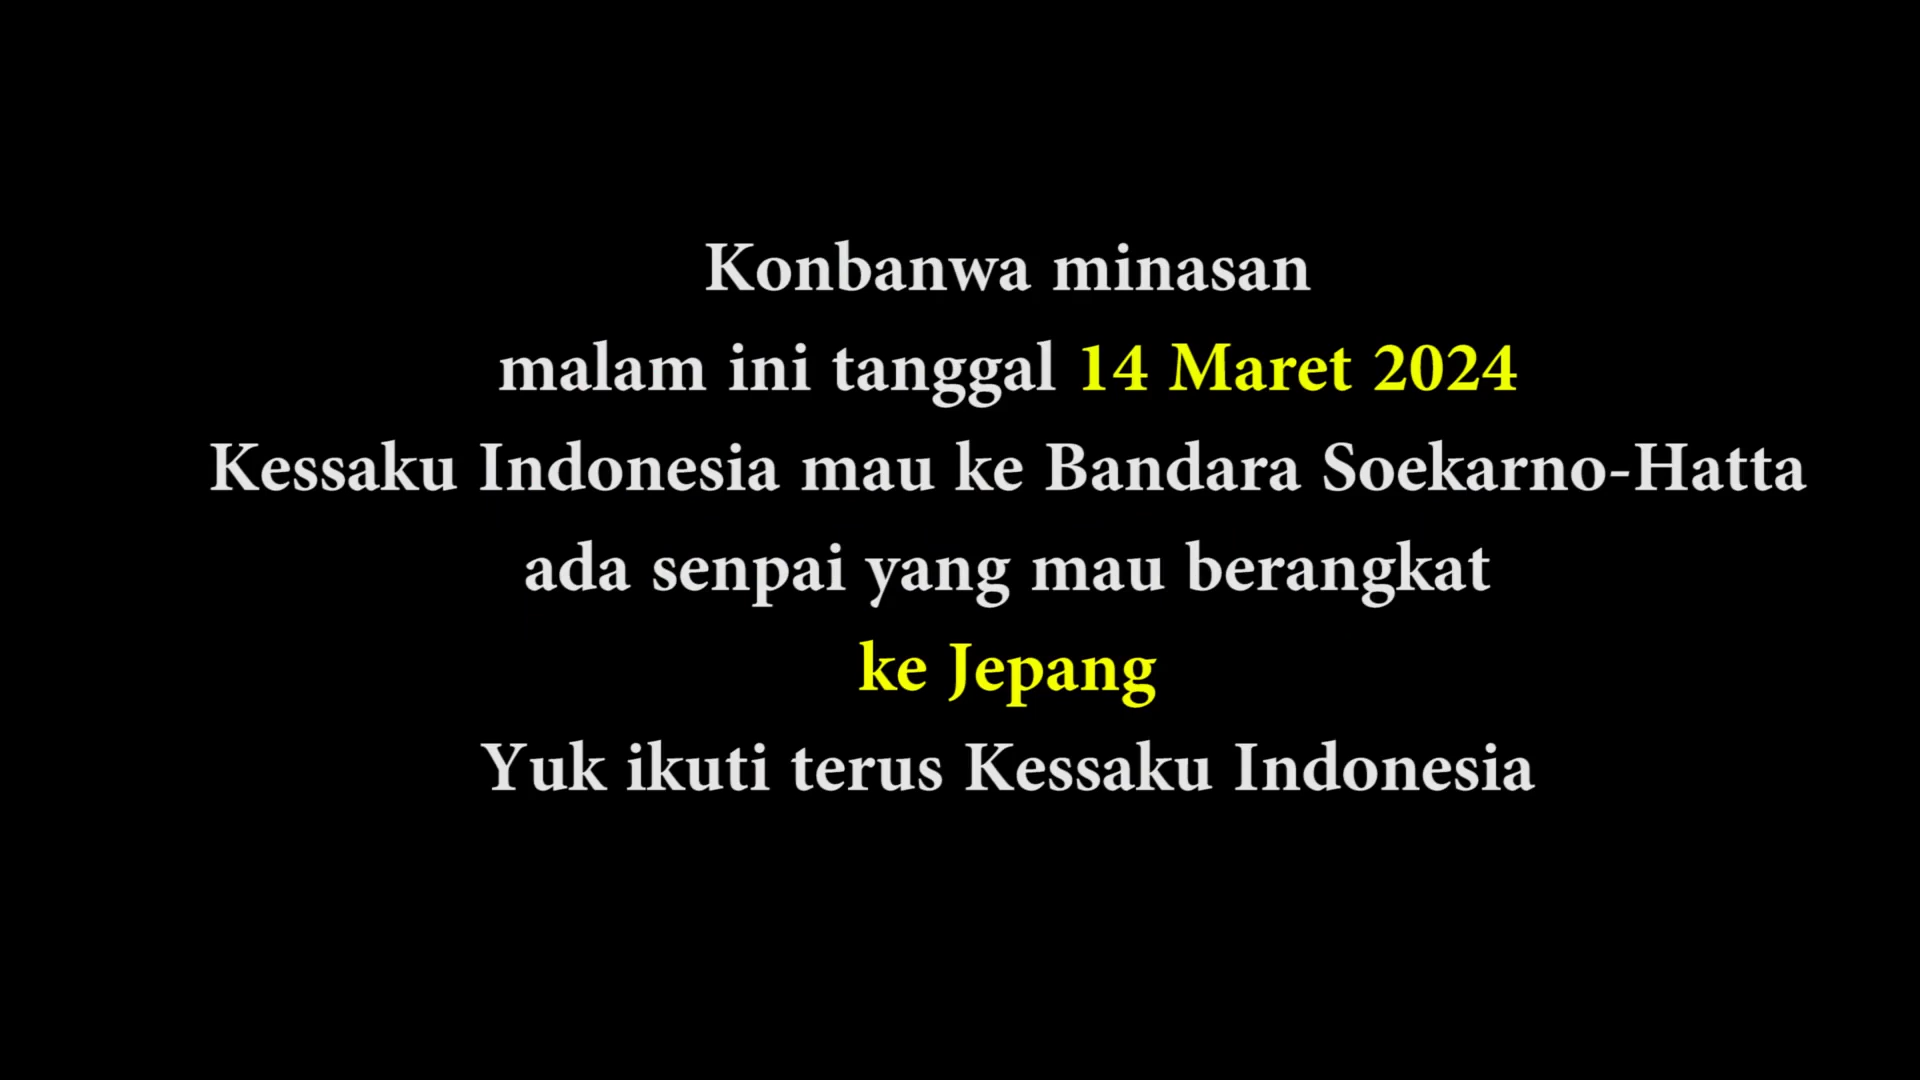 Konbanwa minasan
malam ini tanggal 14 Maret 2024
Kessaku Indonesia mau ke Bandara Soekarno-Hatta
ada senpai yang mau berangkat
ke Jepang
Yuk ikuti terus Kessaku Indonesia